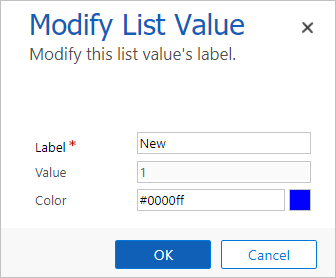 Modify List Value
Modify this list value's label.
Label * New
Value 1
Color #0000ff
OK Cancel